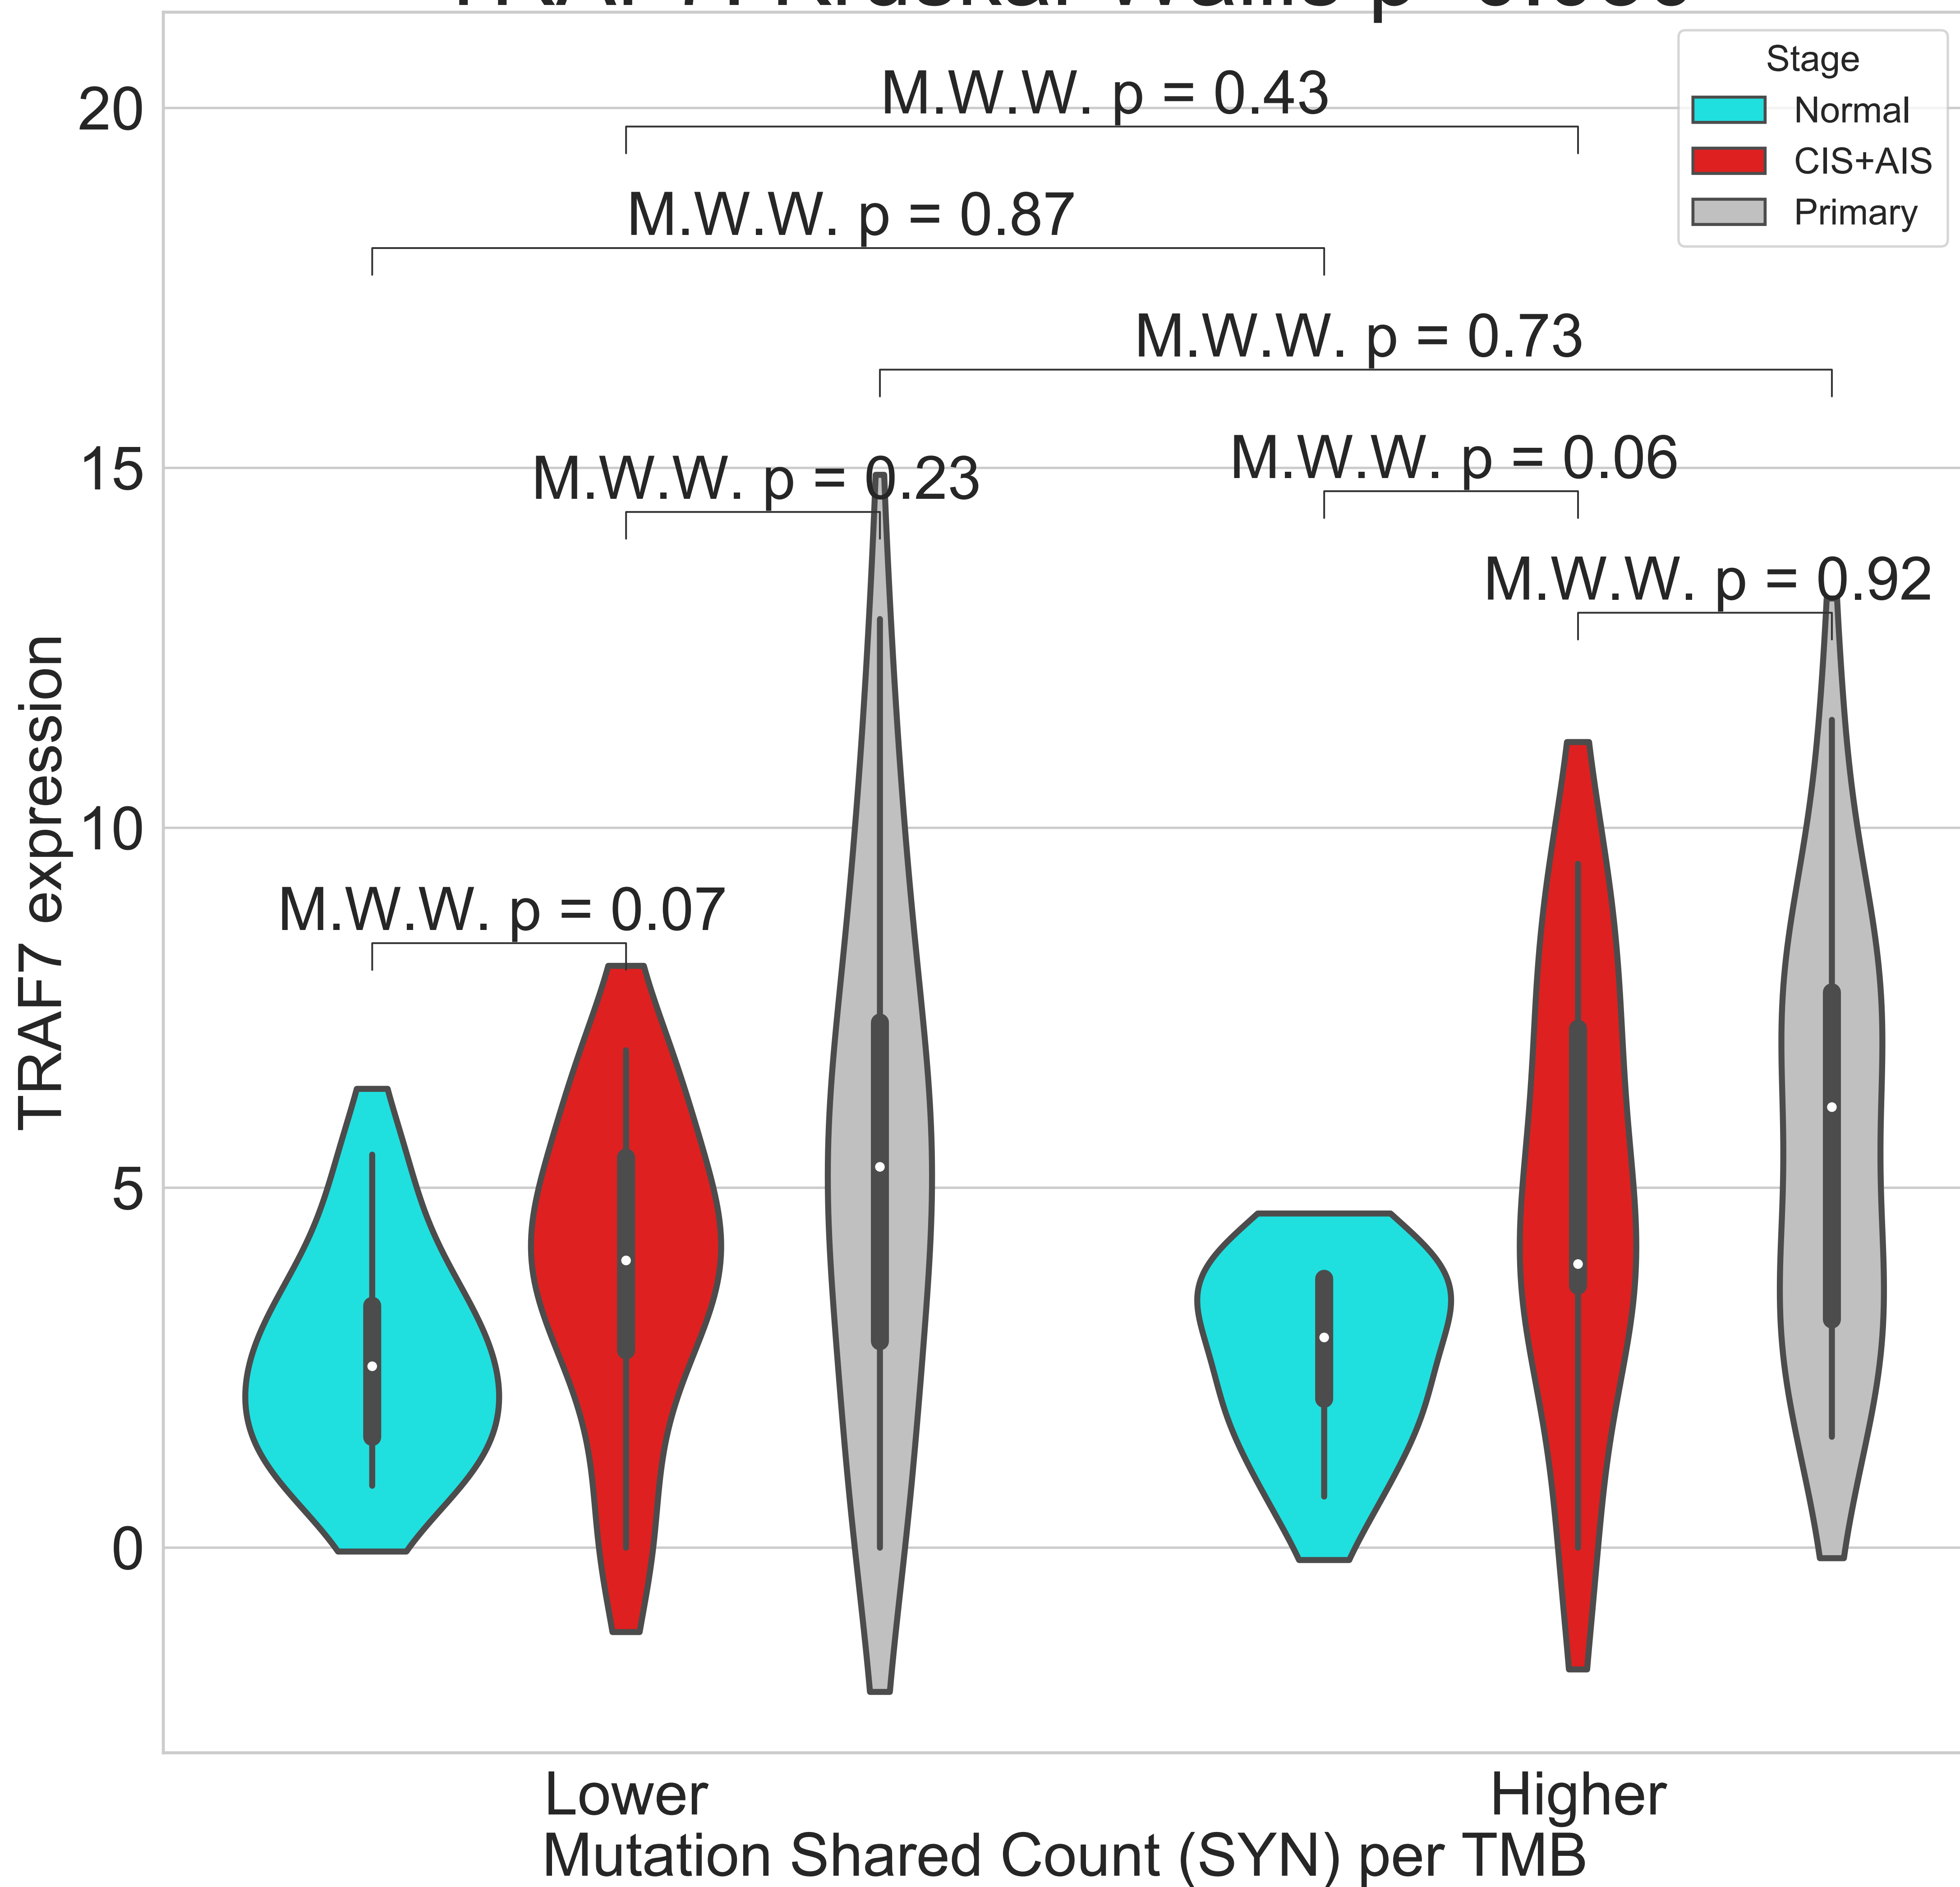 M.W.W. p = 0.43
M.W.W. p = 0.87
M.W.W. p = 0.73
M.W.W. p = 0.23
M.W.W. p = 0.06
M.W.W. p = 0.92
M.W.W. p = 0.07
Stage
Normal
CIS+AIS
Primary
20
15
10
5
0
TRAF7 expression
Lower
Higher
Mutation Shared Count (SYN) per TMB